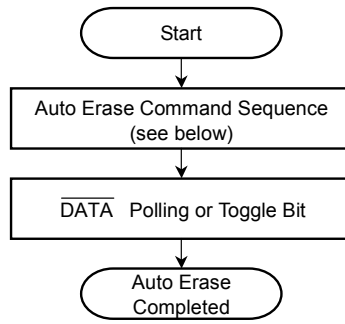 Start
Auto Erase Command Sequence
(see below)
DATA Polling or Toggle Bit
Auto Erase
Completed